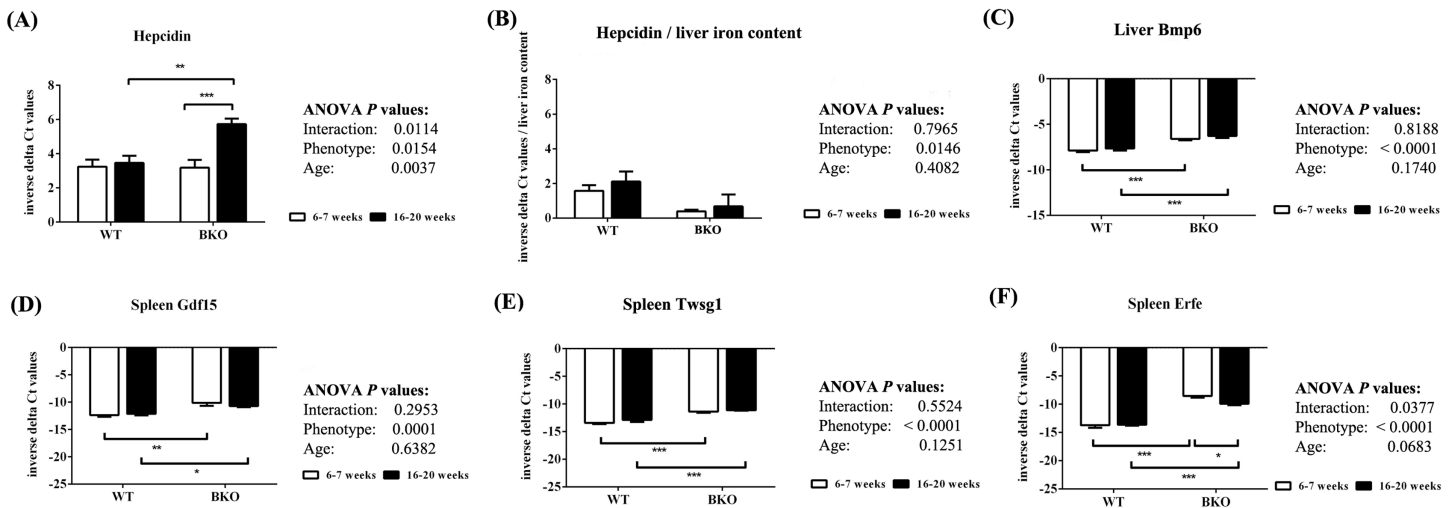 (A)
Hepcidin
inverse delta Ct values
8
6
4
2
0
**
***
WT
BKO
ANOVA P values:
Interaction: 0.0114
Phenotype: 0.0154
Age: 0.0037
6-7 weeks 16-20 weeks
(B)
Hepcidin / liver iron content
inverse delta Ct values / liver iron content
8
6
4
2
0
WT
BKO
ANOVA P values:
Interaction: 0.7965
Phenotype: 0.0146
Age: 0.4082
6-7 weeks 16-20 weeks
(C)
Liver Bmp6
inverse delta Ct values
0
-5
-10
-15
***
***
WT
BKO
ANOVA P values:
Interaction: 0.8188
Phenotype: < 0.0001
Age: 0.1740
6-7 weeks 16-20 weeks
(D)
Spleen Gdf15
inverse delta Ct values
0
-5
-10
-15
-20
-25
**
*
WT
BKO
ANOVA P values:
Interaction: 0.2953
Phenotype: 0.0001
Age: 0.6382
6-7 weeks 16-20 weeks
(E)
Spleen Twsg1
inverse delta Ct values
0
-5
-10
-15
-20
-25
***
***
WT
BKO
ANOVA P values:
Interaction: 0.5524
Phenotype: < 0.0001
Age: 0.1251
6-7 weeks 16-20 weeks
(F)
Spleen Erfe
inverse delta Ct values
0
-5
-10
-15
-20
-25
***
*
***
WT
BKO
ANOVA P values:
Interaction: 0.0377
Phenotype: < 0.0001
Age: 0.0683
6-7 weeks 16-20 weeks